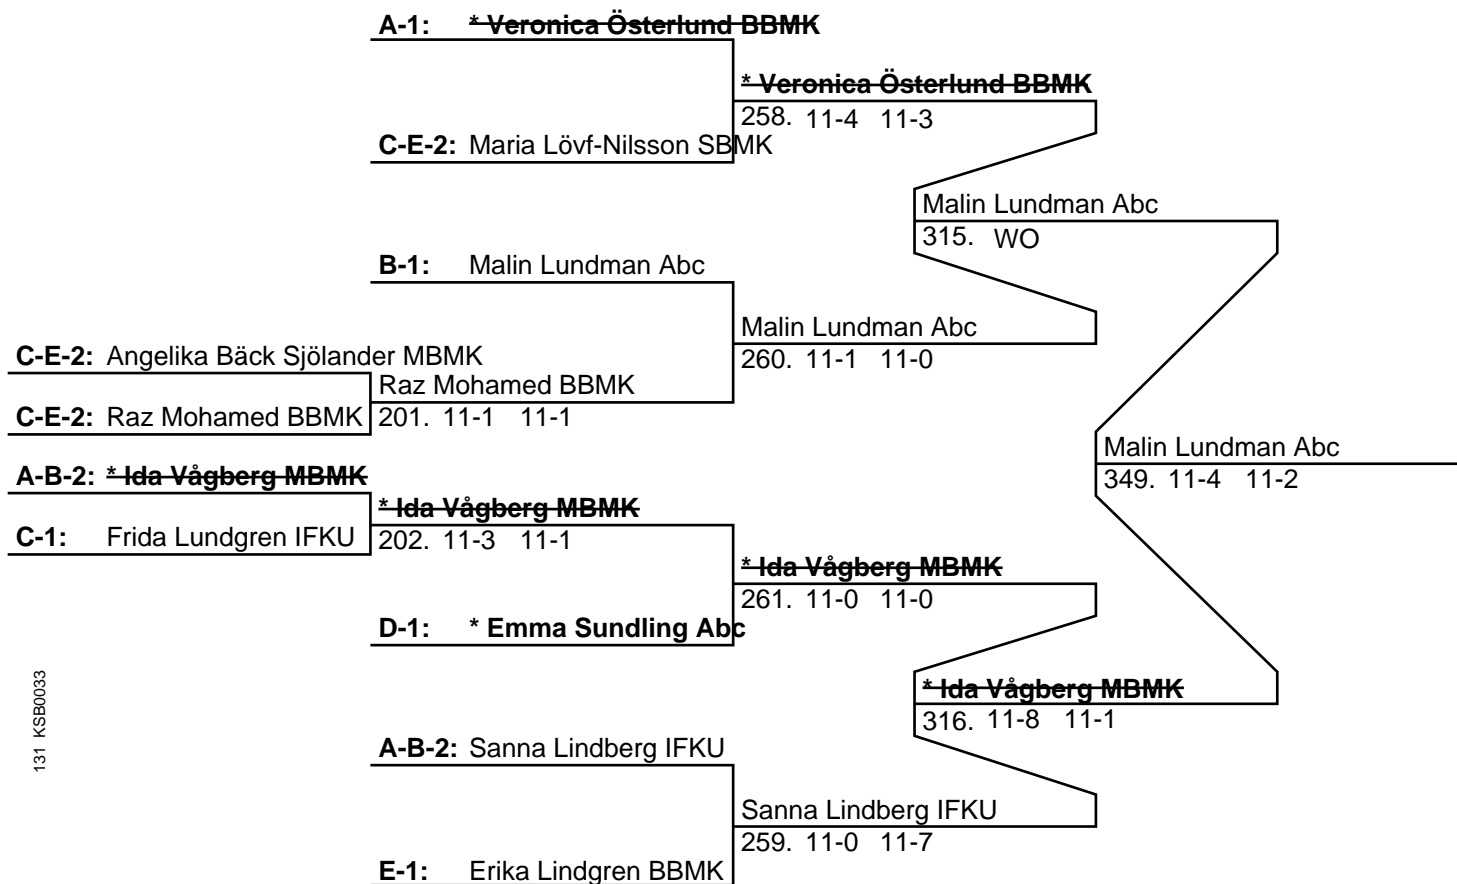 A-1: * Veronica Österlund BBMK
* Veronica Österlund BBMK
258. 11-4 11-3
C-E-2: Maria Lövf-Nilsson SBMK
Malin Lundman Abc
315. WO
B-1: Malin Lundman Abc
Malin Lundman Abc
260. 11-1 11-0
C-E-2: Angelika Bäck Sjölander MBMK
Raz Mohamed BBMK
201. 11-1 11-1
C-E-2: Raz Mohamed BBMK
Malin Lundman Abc
349. 11-4 11-2
A-B-2: * Ida Vågberg MBMK
* Ida Vågberg MBMK
202. 11-3 11-1
C-1: Frida Lundgren IFKU
* Ida Vågberg MBMK
261. 11-0 11-0
D-1: * Emma Sundling Abc
* Ida Vågberg MBMK
316. 11-8 11-1
A-B-2: Sanna Lindberg IFKU
Sanna Lindberg IFKU
259. 11-0 11-7
E-1: Erika Lindgren BBMK
131 KSB0033